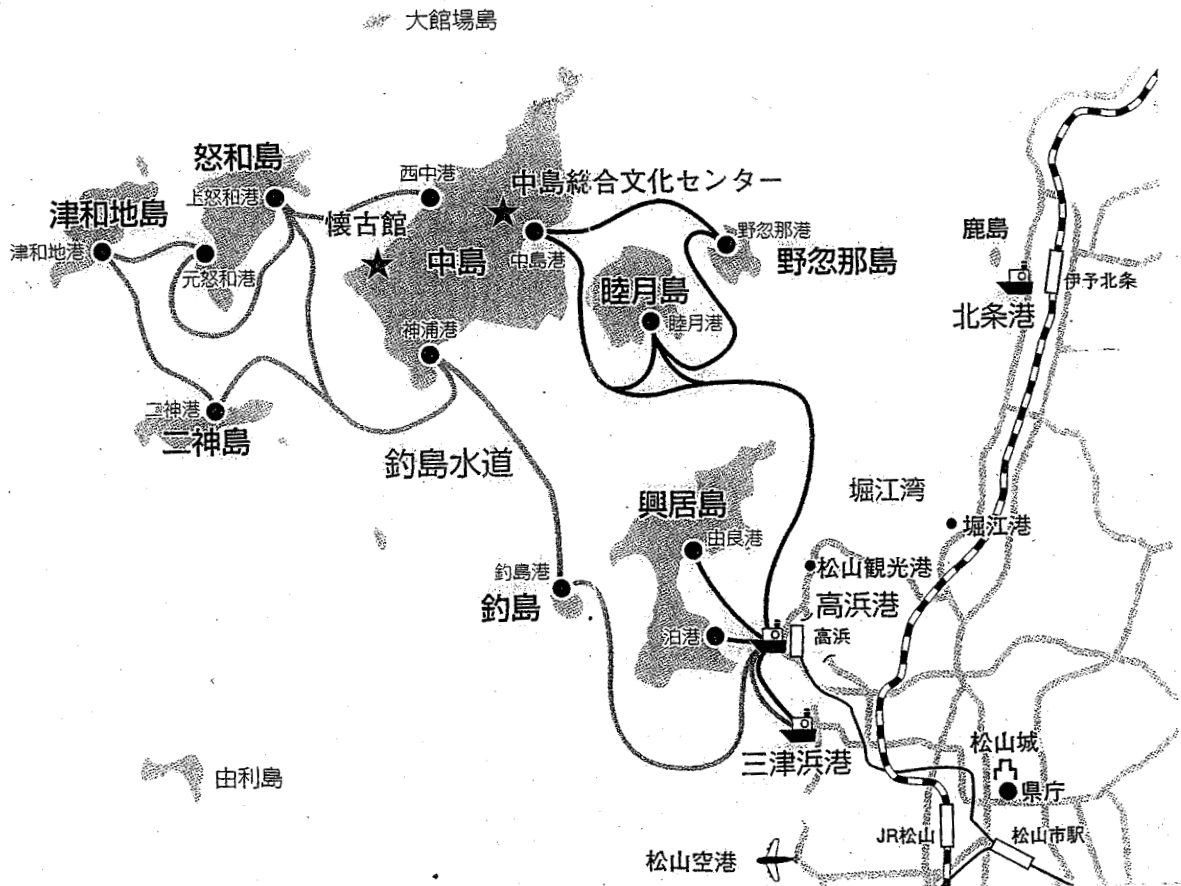 大館場島
怒和島
上怒和港
西中港
中島総合文化センター
津和地島
懐古館
津和地港
元怒和港
中島
中島港
野忽那港
野忽那島
鹿島
伊予北条
北条港
睦月島
睦月港
神浦港
二神港
二神島
釣島水道
興居島
由良港
堀江湾
堀江港
松山観光港
釣島港
釣島
高浜港
泊港
高浜
三津浜港
松山城
県庁
由利島
JR松山
松山市駅
松山空港